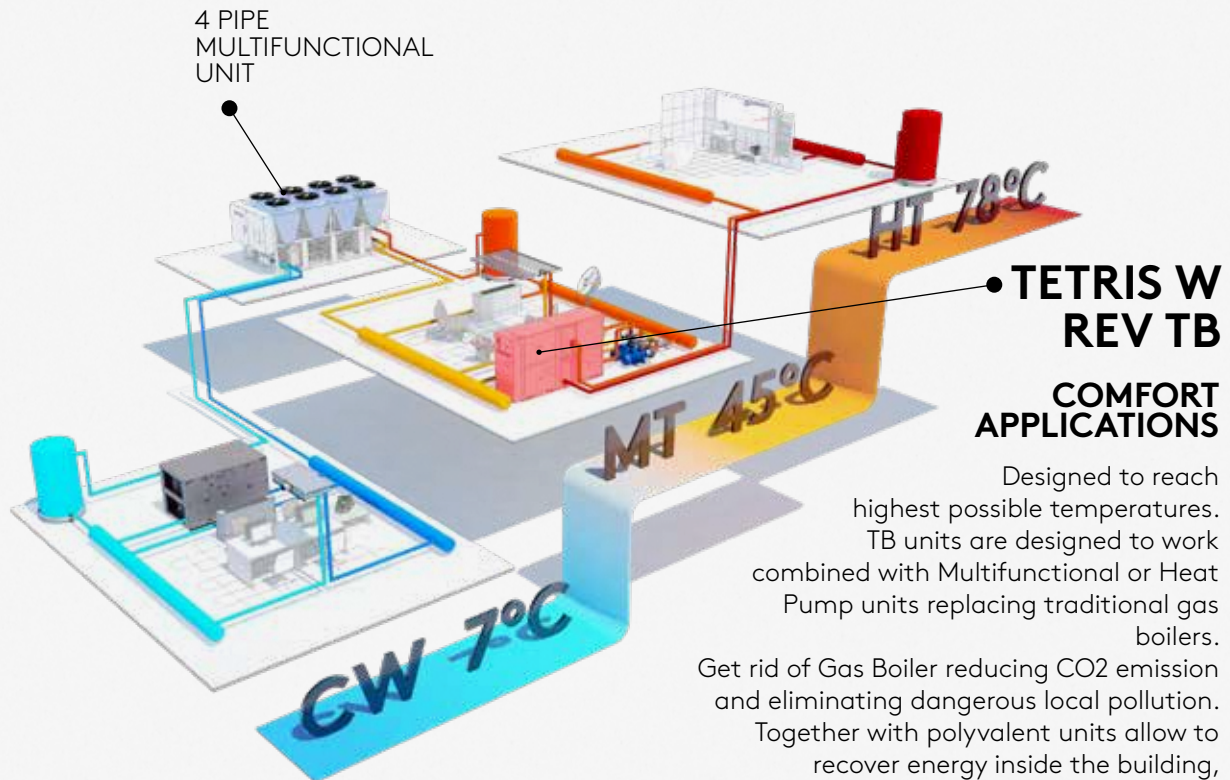 4 PIPE
MULTIFUNCTIONAL
UNIT
HT 78°C
TETRIS W
REV TB
MT 45°C
COMFORT
APPLICATIONS
Designed to reach
highest possible temperatures.
TB units are designed to work
combined with Multifunctional or Heat
Pump units replacing traditional gas
boilers.
Get rid of Gas Boiler reducing CO2 emission
and eliminating dangerous local pollution.
Together with polyvalent units allow to
recover energy inside the building,
CW 7°C